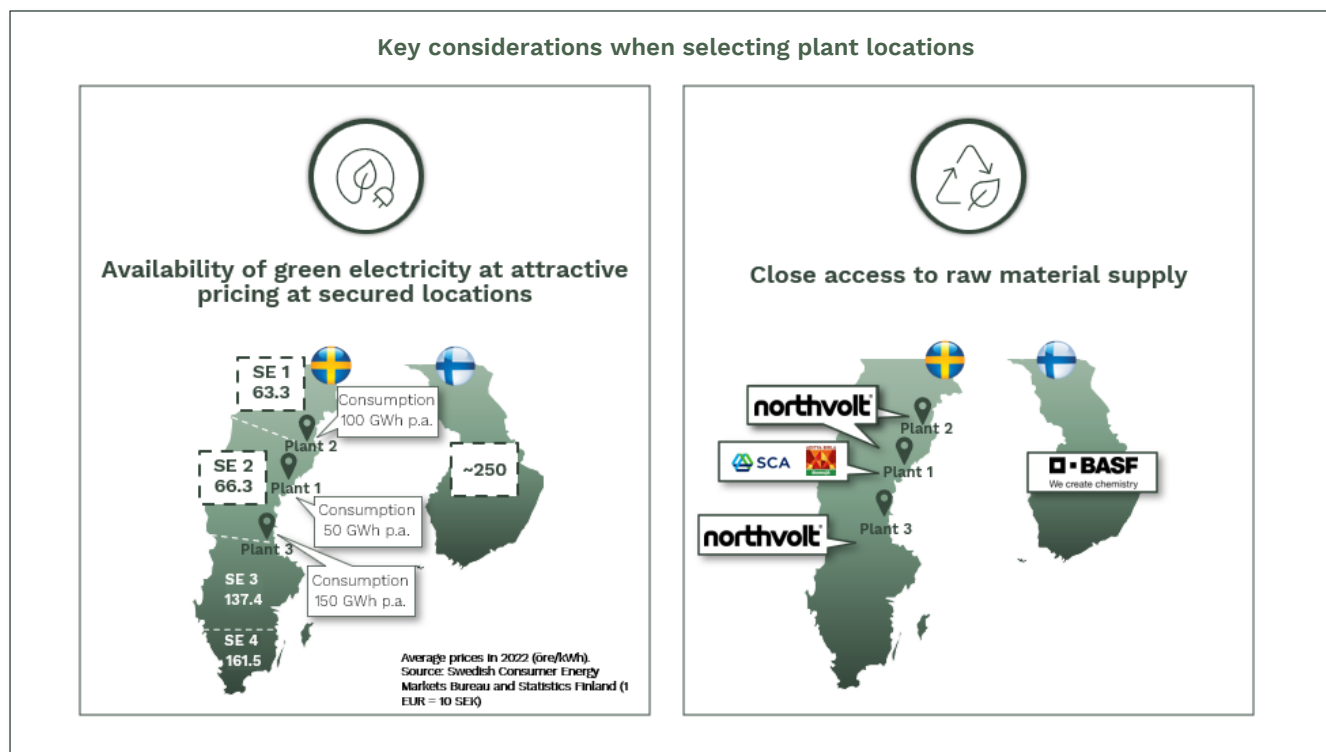 Key considerations when selecting plant locations
Availability of green electricity at attractive
pricing at secured locations
SE 1
63.3
Consumption
100 GWh p.a.
Plant 2
SE 2
66.3
~250
Plant 1
Consumption
50 GWh p.a.
Plant 3
Consumption
150 GWh p.a.
SE 3
137.4
SE 4
161.5
Average prices in 2022 (öre/kWh).
Source: Swedish Consumer Energy
Markets Bureau and Statistics Finland (1
EUR = 10 SEK)
Close access to raw material supply
northvolt
Plant 2
SCA
Plant 1
BASF
We create chemistry
Plant 3
northvolt